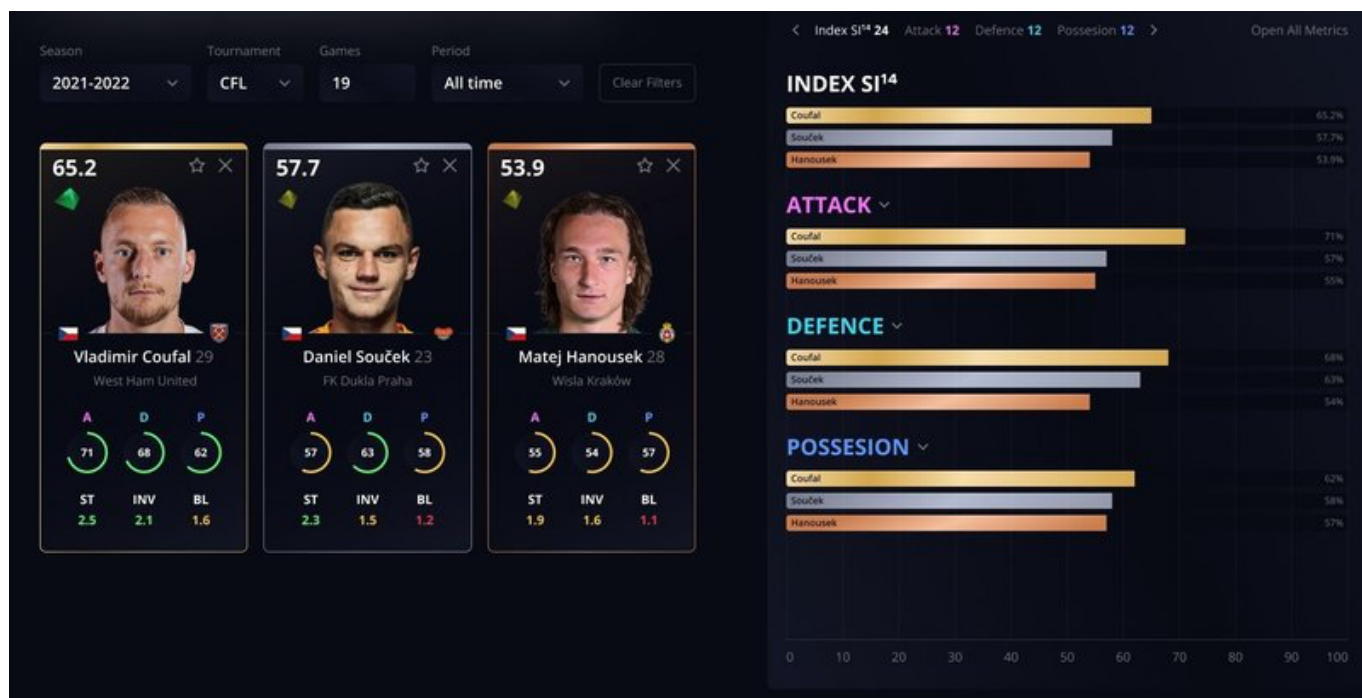 Season Tournament Games Period
2021-2022 CFL 19 All time Clear Filters
65.2
Vladimir Coufal 29
West Ham United
A D P
71 68 62
ST INV BL
2.5 2.1 1.6
57.7
Daniel Souček 23
FK Dukla Praha
A D P
57 63 58
ST INV BL
2.3 1.5 1.2
53.9
Matej Hanousek 28
Wisla Kraków
A D P
55 54 57
ST INV BL
1.9 1.6 1.1
Index SI¹⁴ 24 Attack 12 Defence 12 Possesion 12 Open All Metrics
INDEX SI¹⁴
Coufal 65.2%
Souček 57.7%
Hanousek 53.9%
ATTACK
Coufal 71%
Souček 57%
Hanousek 55%
DEFENCE
Coufal 68%
Souček 63%
Hanousek 54%
POSSESION
Coufal 62%
Souček 58%
Hanousek 57%
0 10 20 30 40 50 60 70 80 90 100